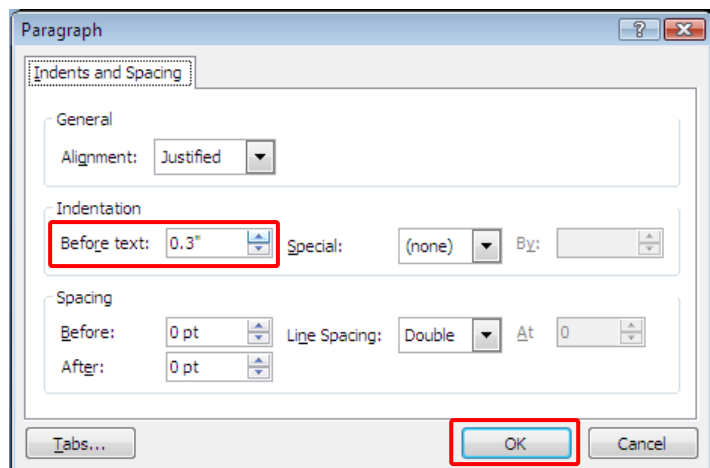 Paragraph
Indents and Spacing
General
Alignment: Justified
Indentation
Before text: 0.3" Special: (none) By:
Spacing
Before: 0 pt Line Spacing: Double At 0
After: 0 pt
Tabs... OK Cancel